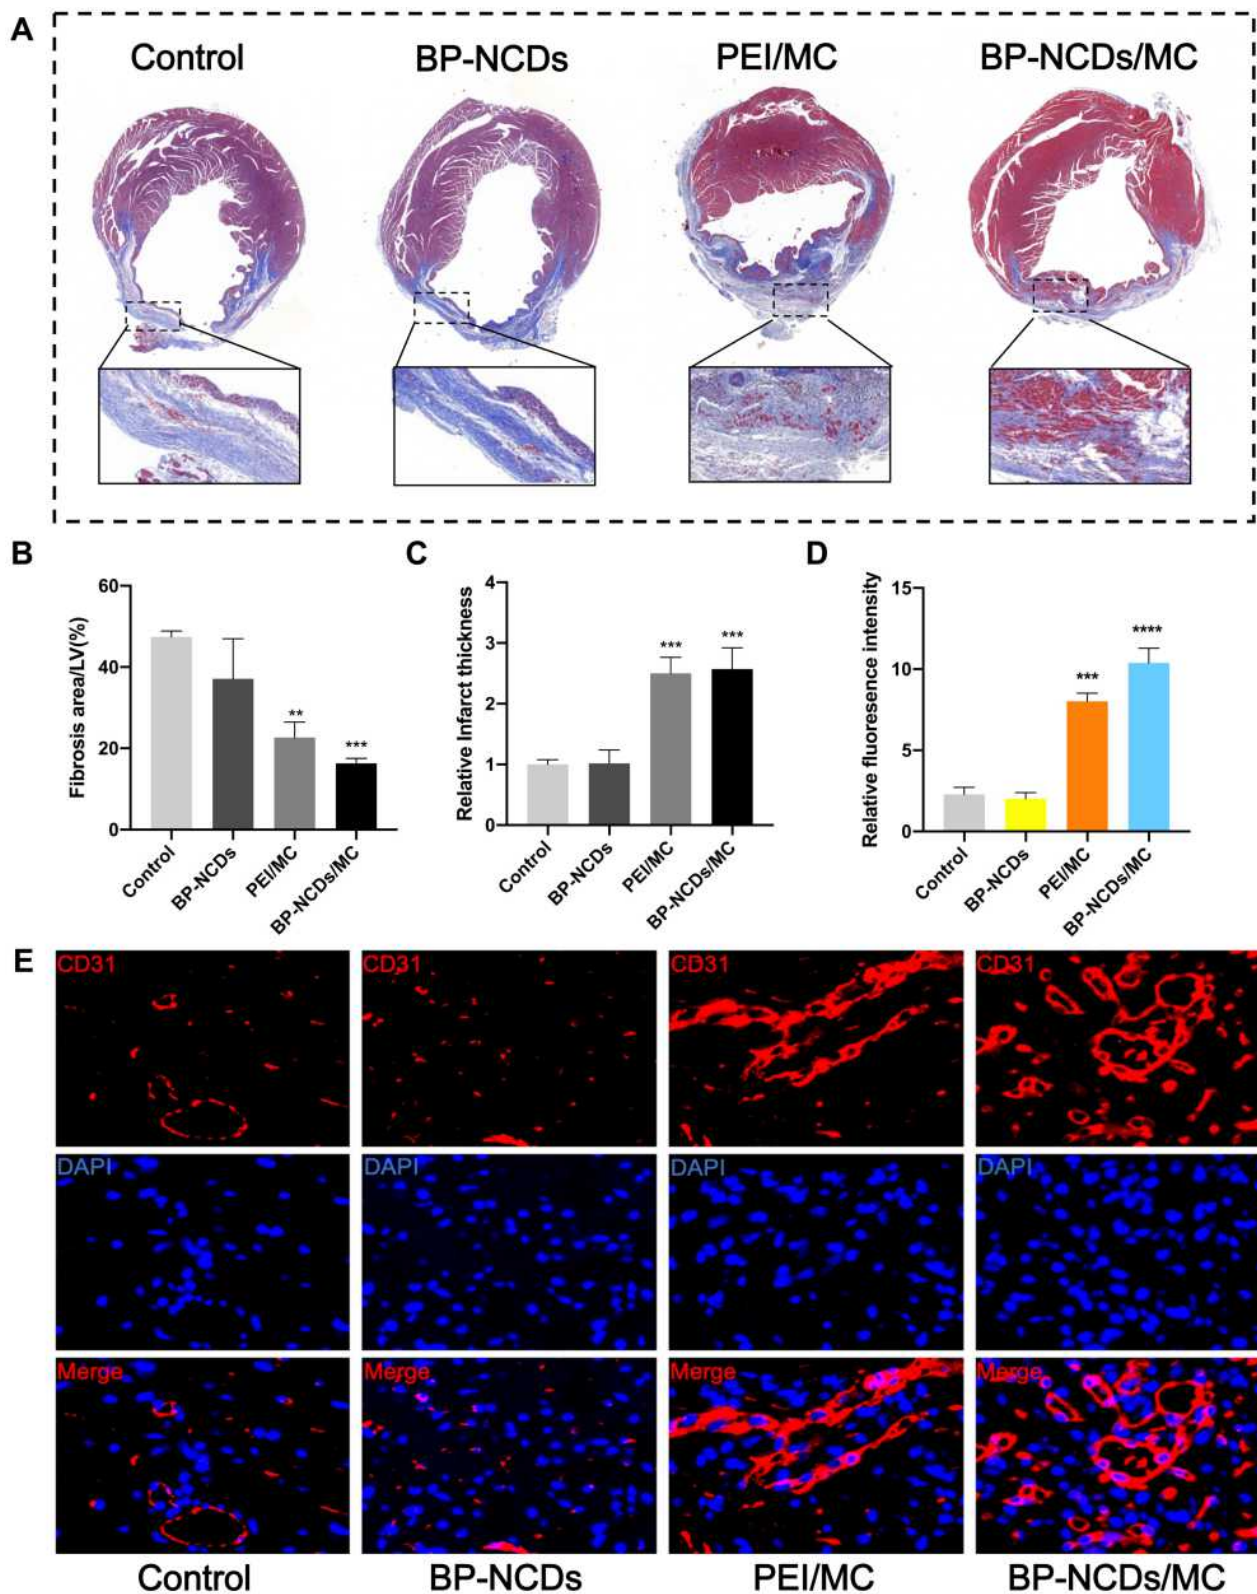 A
Control BP-NCDs PEI/MC BP-NCDs/MC
B
Fibrosis area/LV(%)
60
40
20
0
**
***
Control BP-NCDs PEI/MC BP-NCDs/MC
C
Relative Infarct thickness
4
3
2
1
0
*** ***
Control BP-NCDs PEI/MC BP-NCDs/MC
D
Relative fluoresence intensity
15
10
5
0
***
****
Control BP-NCDs PEI/MC BP-NCDs/MC
E
CD31 CD31 CD31 CD31
DAPI DAPI DAPI DAPI
Merge Merge Merge Merge
Control BP-NCDs PEI/MC BP-NCDs/MC